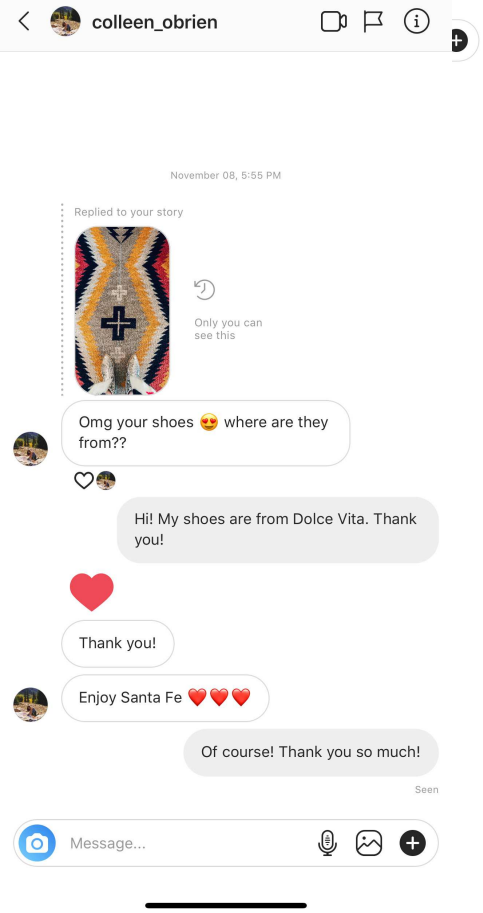 colleen_obrien
November 08, 5:55 PM
Replied to your story
Only you can
see this
Omg your shoes 😍 where are they
from??
Hi! My shoes are from Dolce Vita. Thank
you!
Thank you!
Enjoy Santa Fe ❤️❤️❤️
Of course! Thank you so much!
Seen
Message...